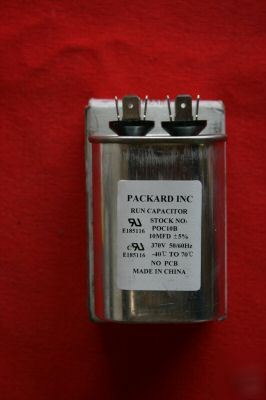 PACKARD INC
RUN CAPACITOR
STOCK NO:
E185116 POC10B
10MFD ±5%
370V 50/60Hz
E185116 -40℃ TO 70℃
NO PCB
MADE IN CHINA